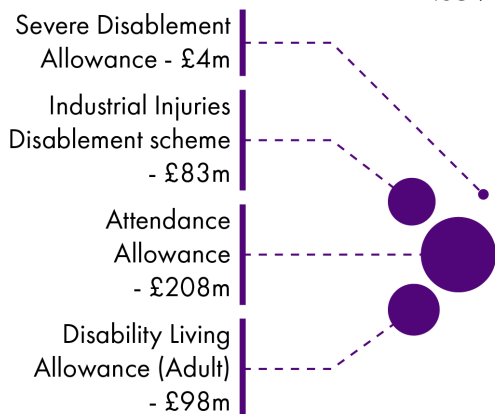 Severe Disablement
Allowance - £4m
Industrial Injuries
Disablement scheme
- £83m
Attendance
Allowance
- £208m
Disability Living
Allowance (Adult)
- £98m